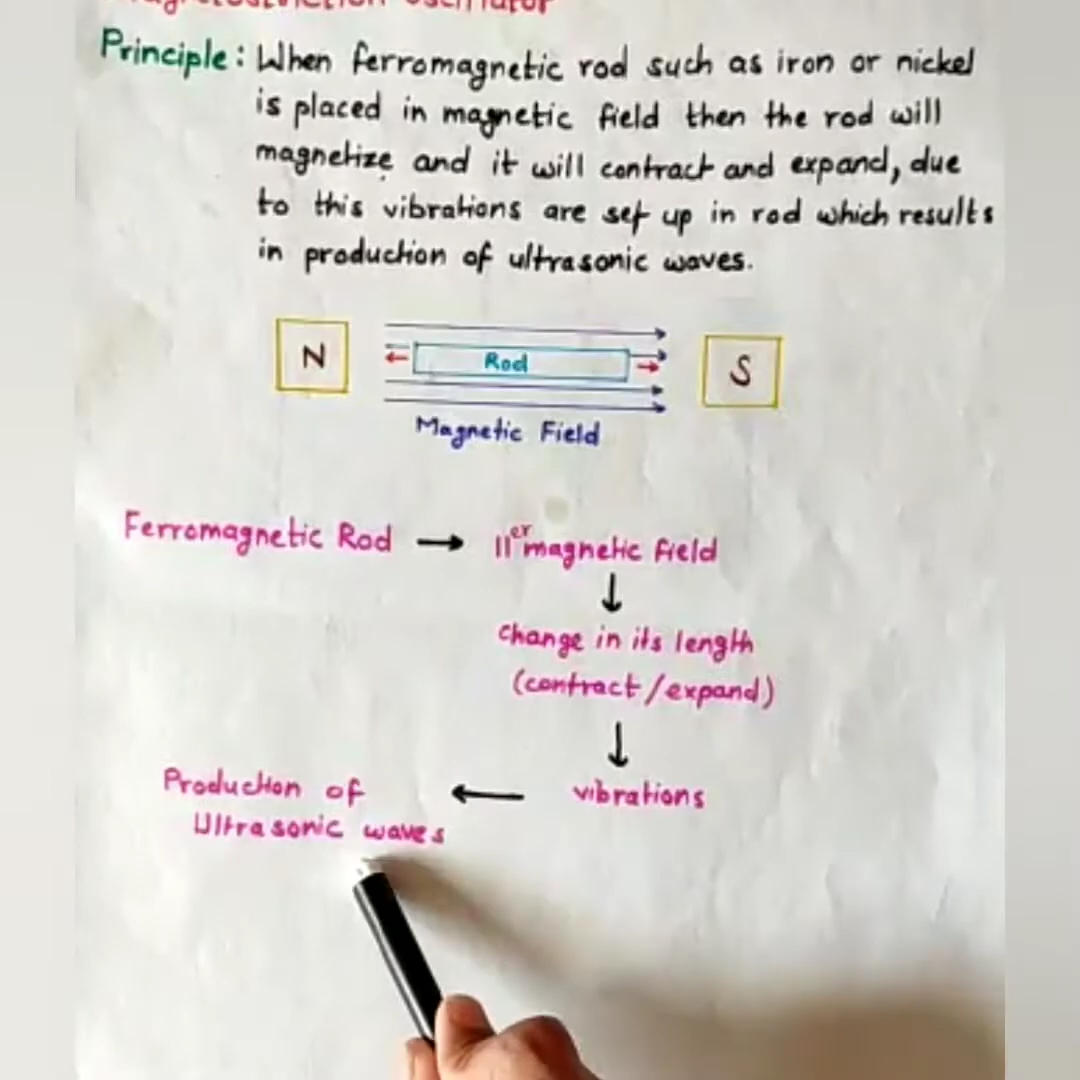 Principle: When ferromagnetic rod such as iron or nickel
is placed in magnetic field then the rod will
magnetize and it will contract and expand, due
to this vibrations are set up in rod which results
in production of ultrasonic waves.
N
Rod
S
Magnetic Field
Ferromagnetic Rod → ||er magnetic field
↓
Change in its length
(contract/expand)
↓
Production of ← vibrations
Ultrasonic waves